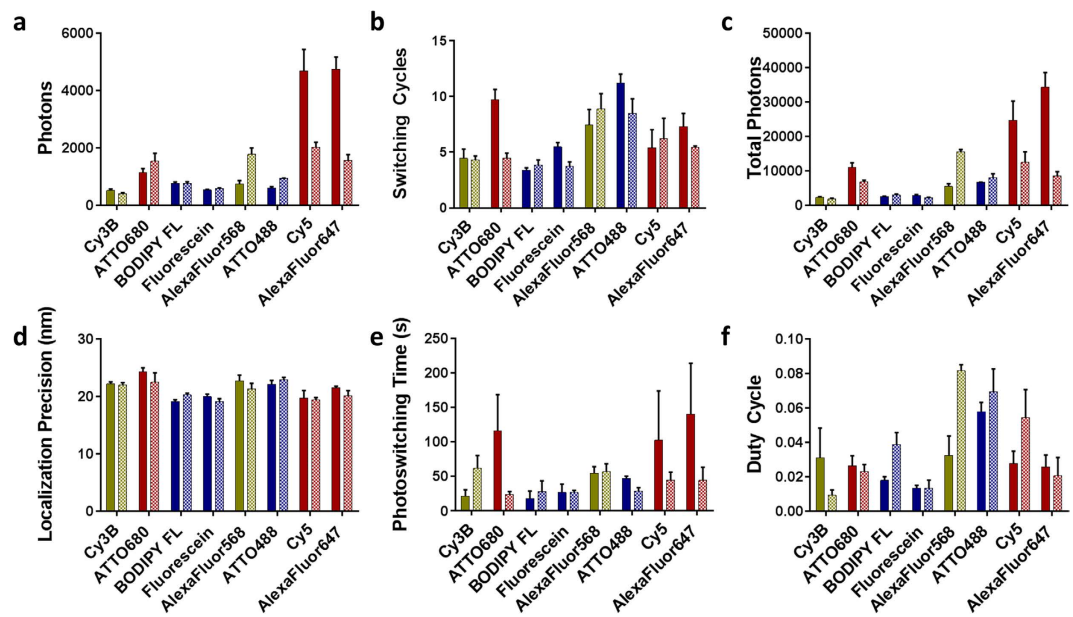 a
Photons
6000
4000
2000
0
Cy3B
ATTO680
BODIPY FL
Fluorescein
AlexaFluor568
ATTO488
Cy5
AlexaFluor647
b
Switching Cycles
15
10
5
0
Cy3B
ATTO680
BODIPY FL
Fluorescein
AlexaFluor568
ATTO488
Cy5
AlexaFluor647
c
Total Photons
50000
40000
30000
20000
10000
0
Cy3B
ATTO680
BODIPY FL
Fluorescein
AlexaFluor568
ATTO488
Cy5
AlexaFluor647
d
Localization Precision (nm)
30
20
10
0
Cy3B
ATTO680
BODIPY FL
Fluorescein
AlexaFluor568
ATTO488
Cy5
AlexaFluor647
e
Photoswitching Time (s)
250
200
150
100
50
0
Cy3B
ATTO680
BODIPY FL
Fluorescein
AlexaFluor568
ATTO488
Cy5
AlexaFluor647
f
Duty Cycle
0.10
0.08
0.06
0.04
0.02
0.00
Cy3B
ATTO680
BODIPY FL
Fluorescein
AlexaFluor568
ATTO488
Cy5
AlexaFluor647